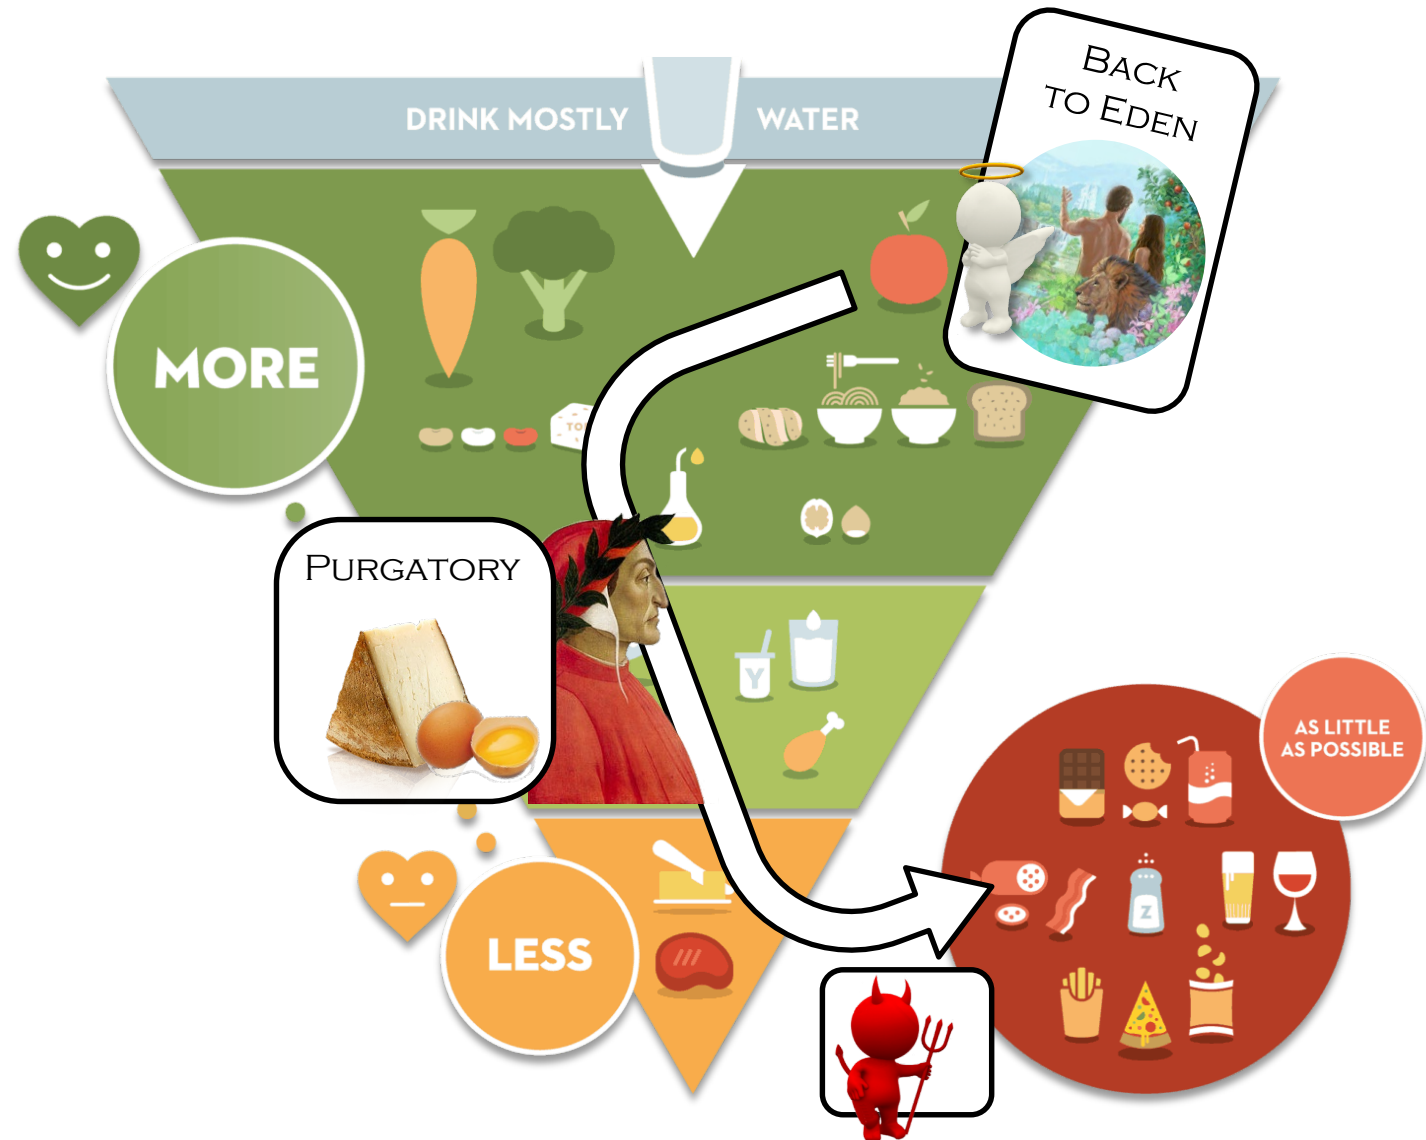 BACK
TO EDEN
DRINK MOSTLY WATER
MORE
PURGATORY
Y
AS LITTLE
AS POSSIBLE
Z
LESS